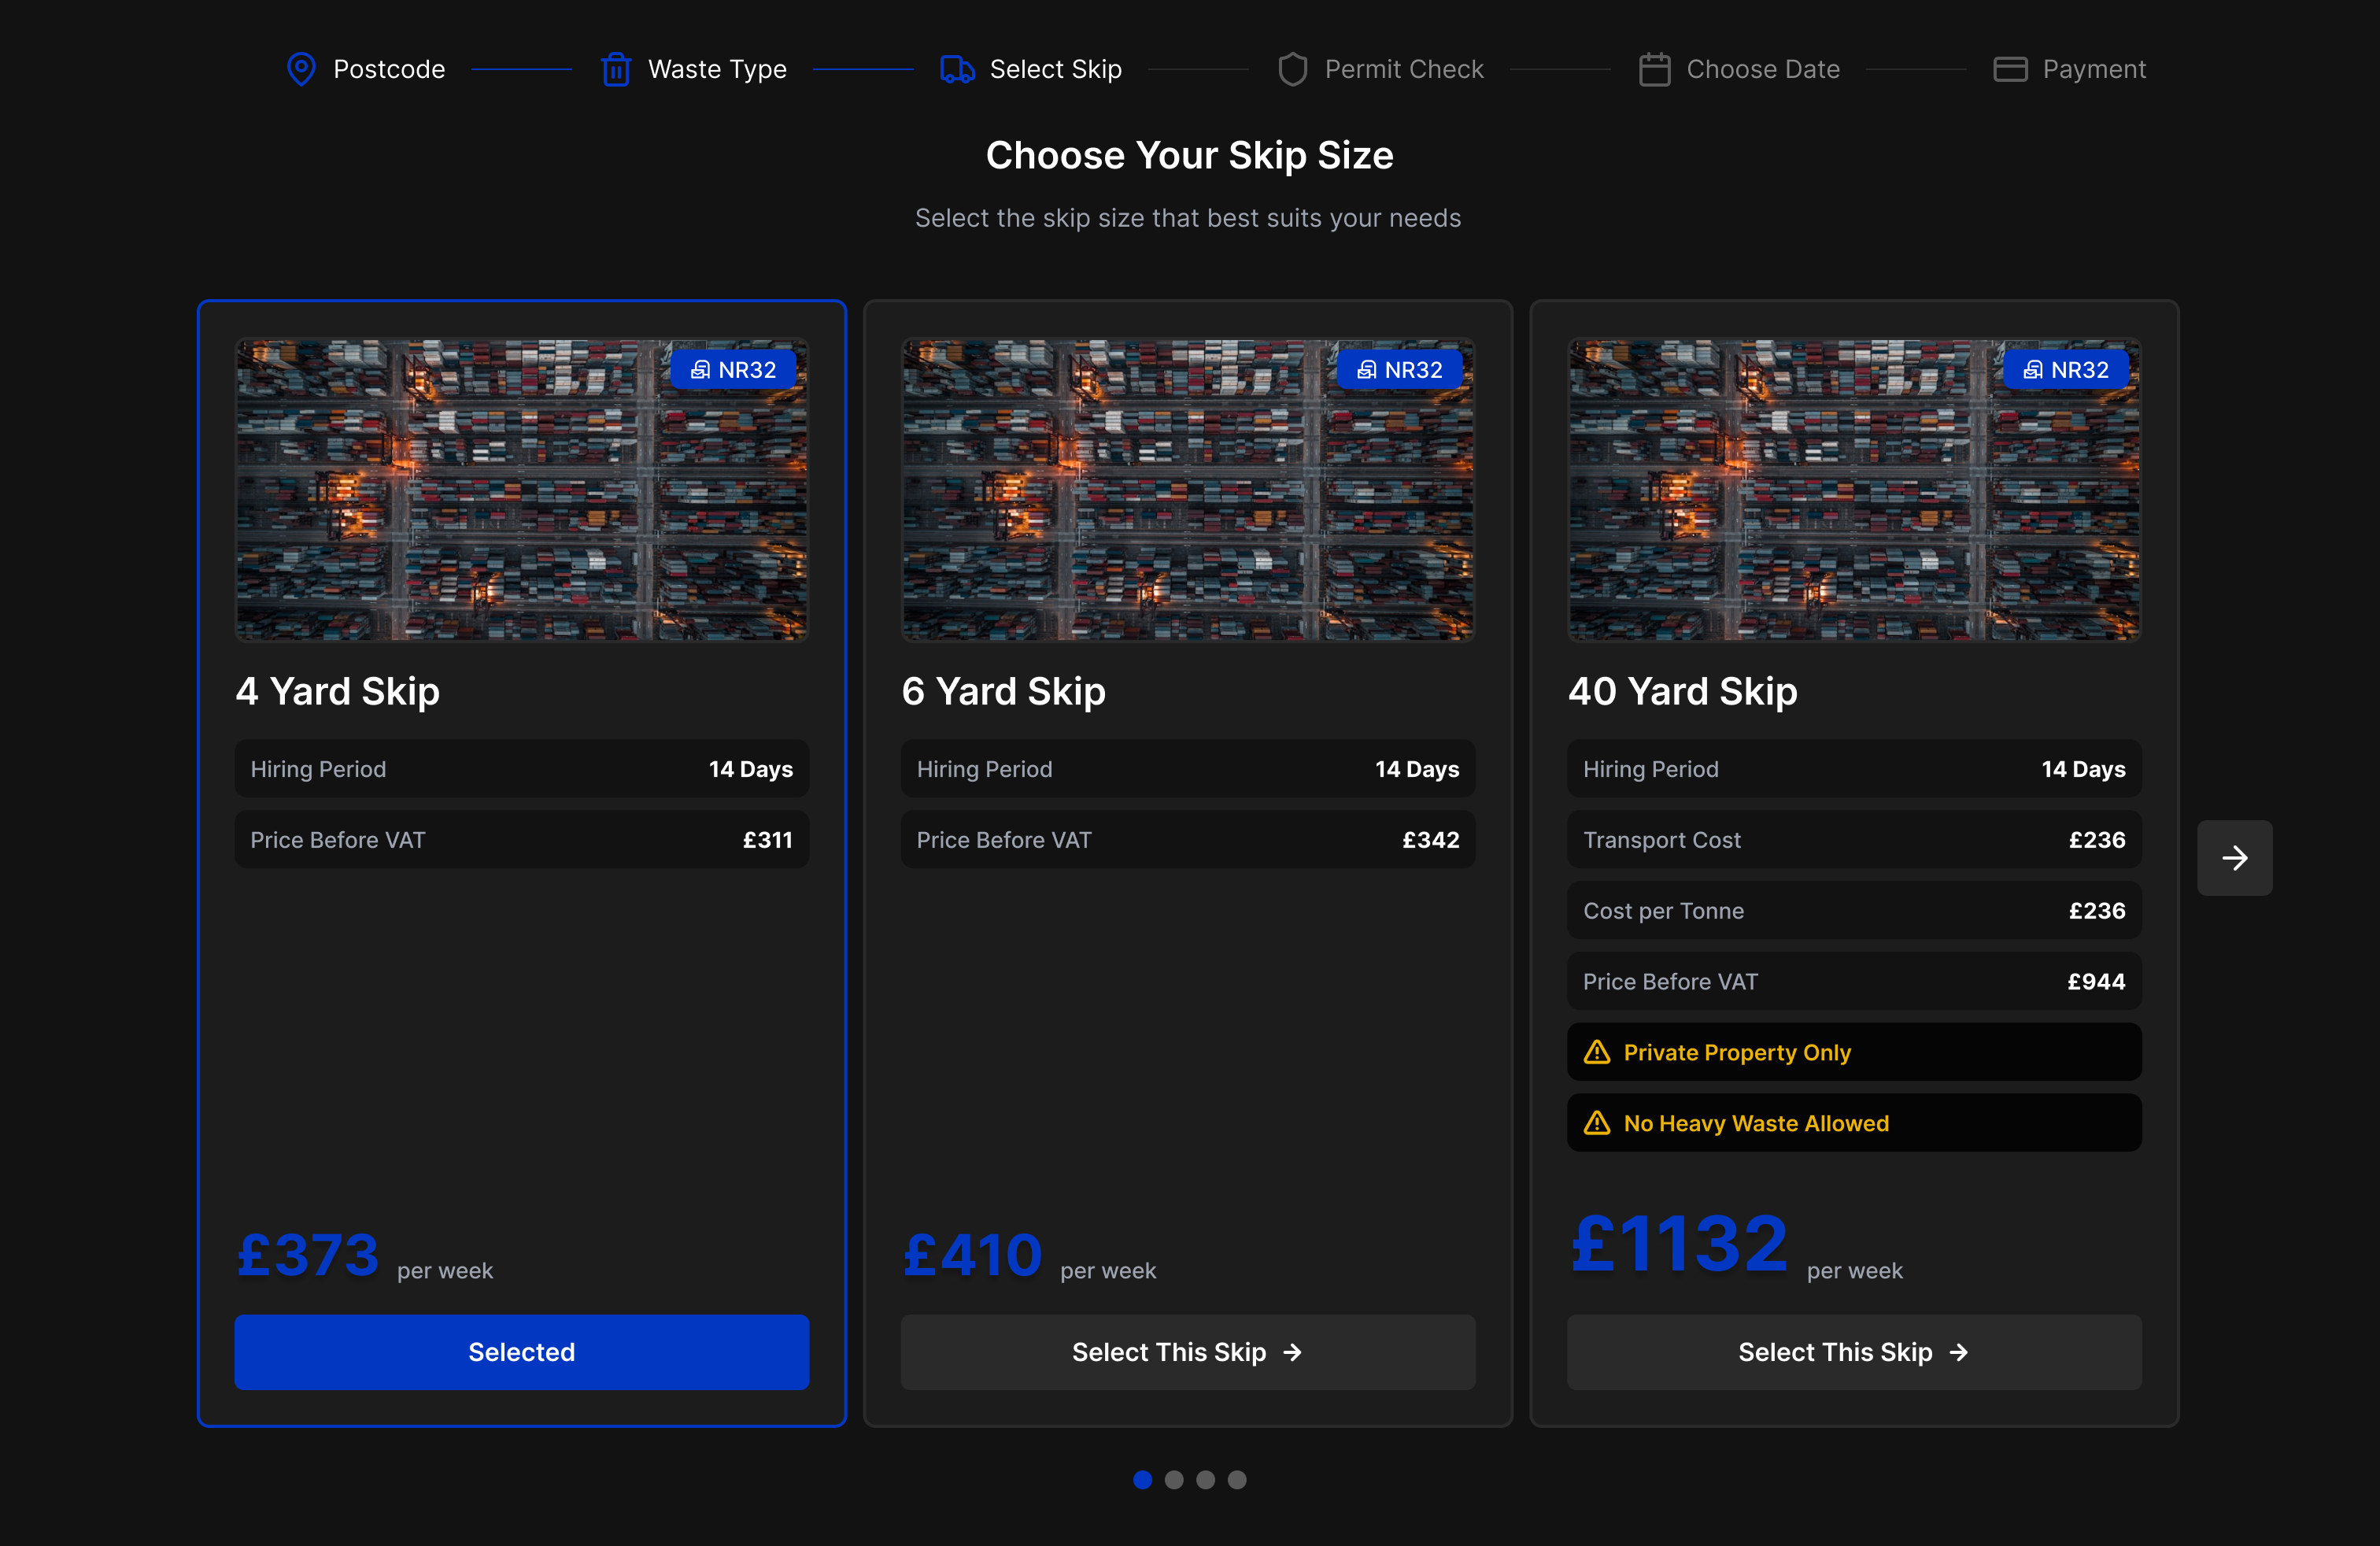 Postcode
Waste Type
Select Skip
Permit Check
Choose Date
Payment
Choose Your Skip Size
Select the skip size that best suits your needs
NR32
4 Yard Skip
Hiring Period 14 Days
Price Before VAT £311
£373 per week
Selected
NR32
6 Yard Skip
Hiring Period 14 Days
Price Before VAT £342
£410 per week
Select This Skip →
NR32
40 Yard Skip
Hiring Period 14 Days
Transport Cost £236
Cost per Tonne £236
Price Before VAT £944
Private Property Only
No Heavy Waste Allowed
£1132 per week
Select This Skip →